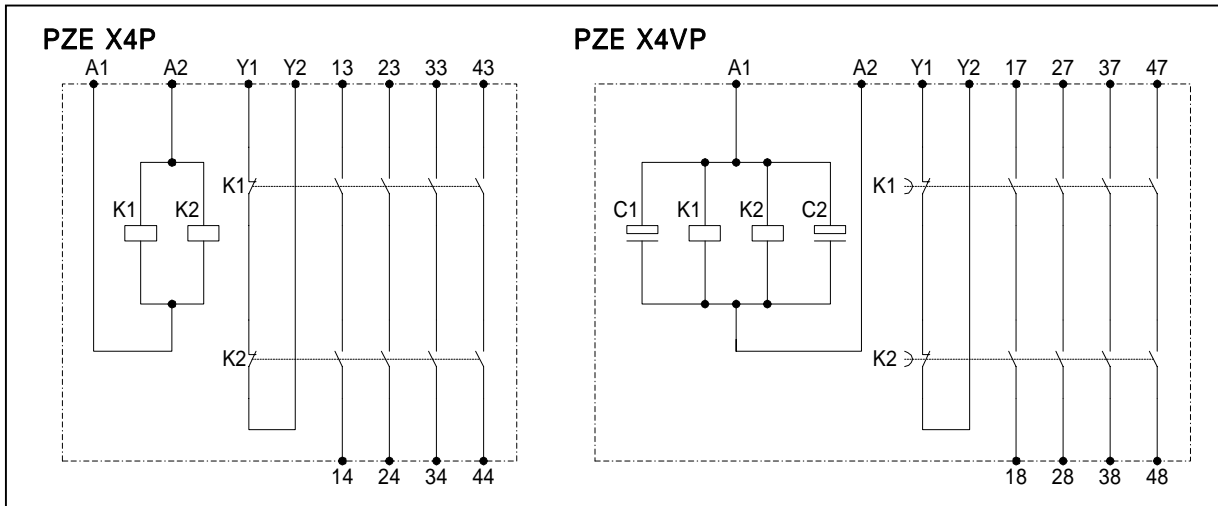 PZE X4P PZE X4VP
A1 A2 Y1 Y2 13 23 33 43 A1 A2 Y1 Y2 17 27 37 47
K1 K1
K1 K2 C1 K1 K2 C2
K2 K2
14 24 34 44 18 28 38 48